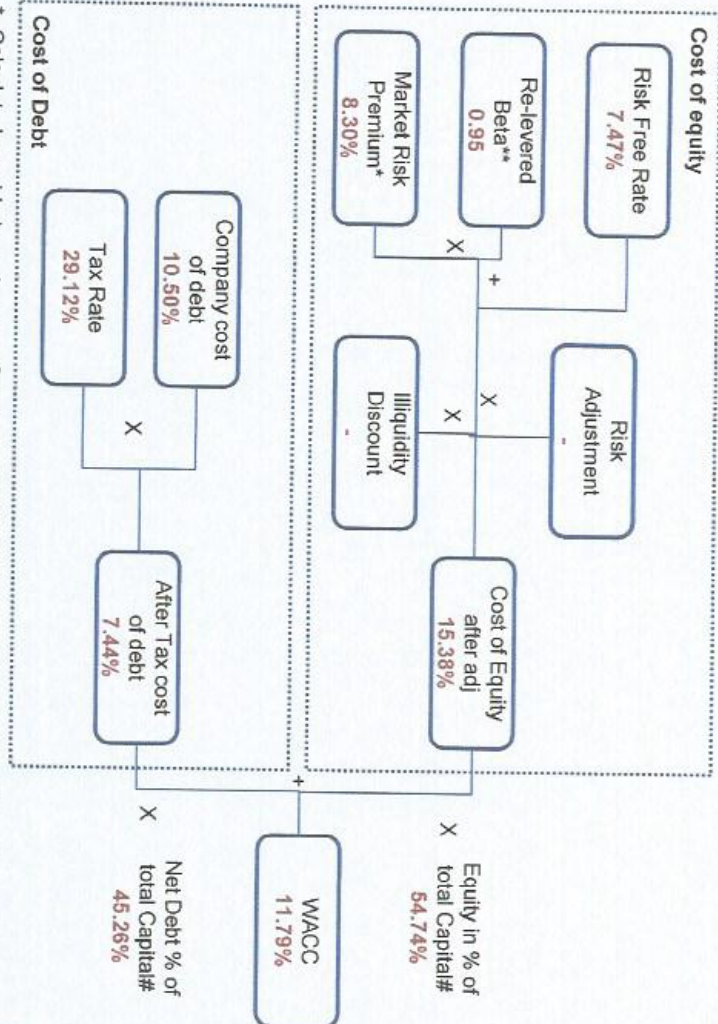 Cost of equity
Risk Free Rate
7.47%
Re-levered
Beta**
0.95
Market Risk
Premium*
8.30%
X
+
Risk
Adjustment
-
X
X
Illiquidity
Discount
-
Cost of Equity
after adj
15.38%
X
Equity in % of
total Capital#
54.74%
+
WACC
11.79%
Cost of Debt
Company cost
of debt
10.50%
X
Tax Rate
29.12%
After Tax cost
of debt
7.44%
X
Net Debt % of
total Capital#
45.26%